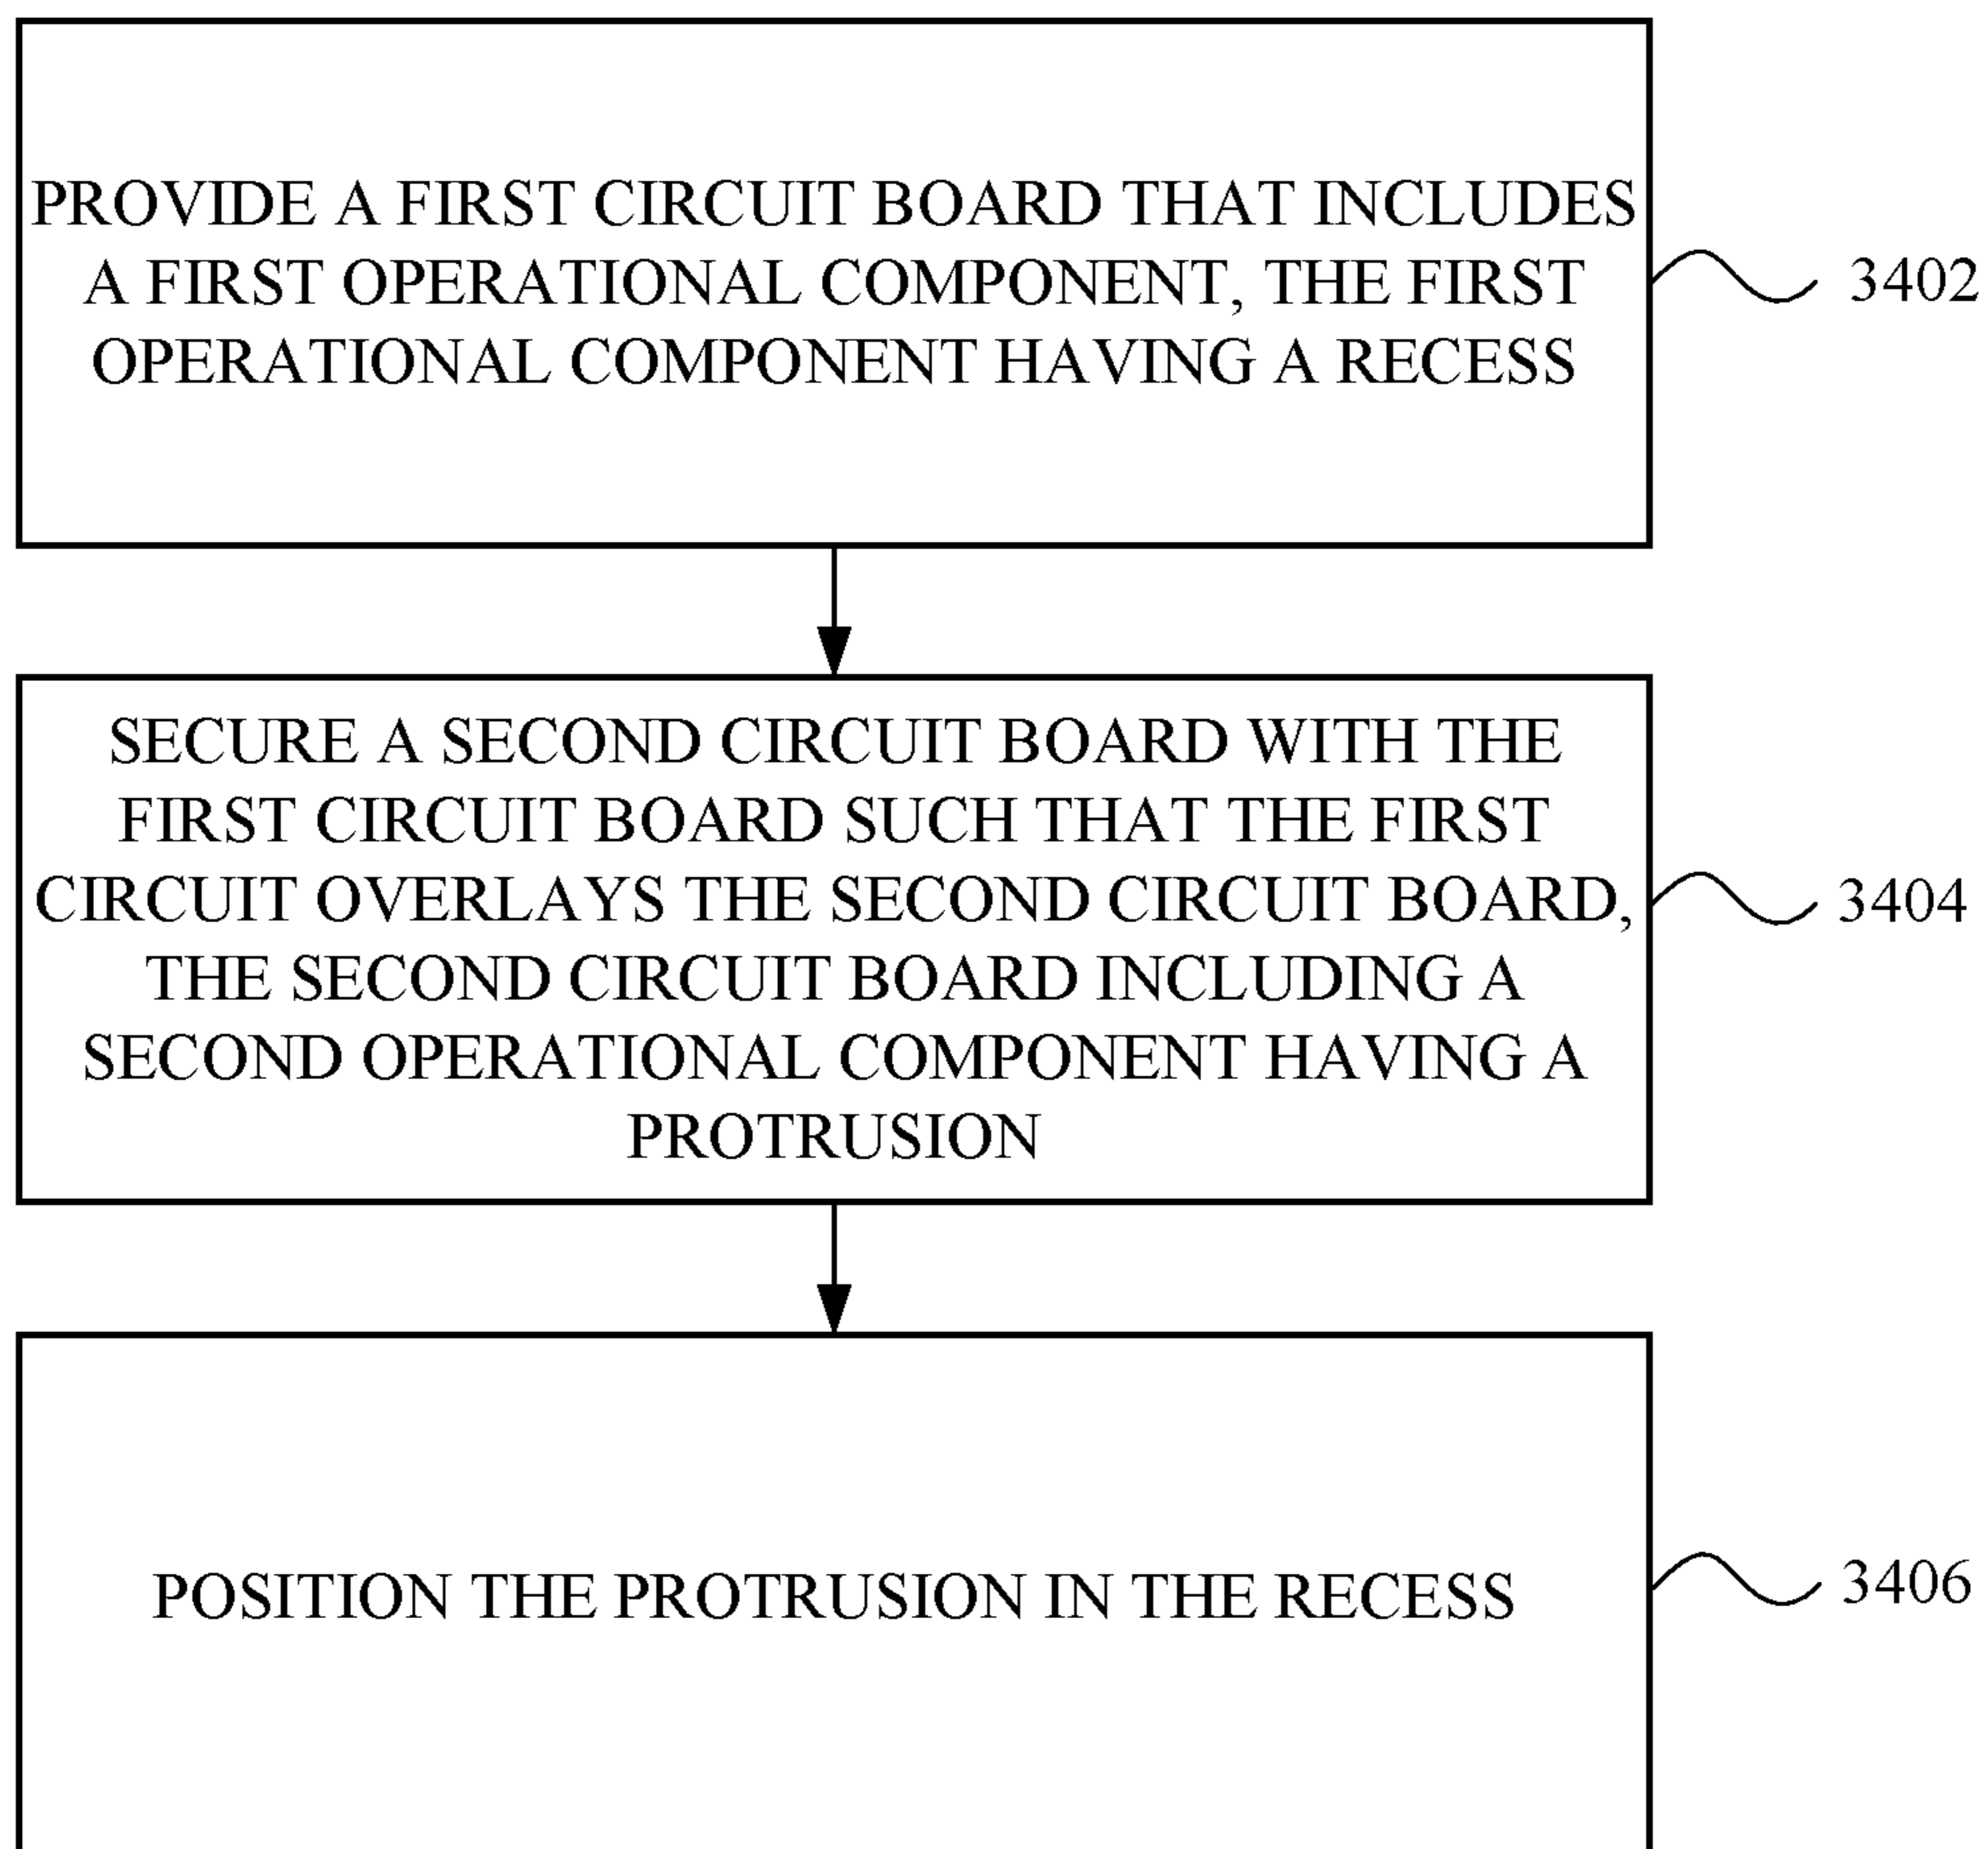 PROVIDE A FIRST CIRCUIT BOARD THAT INCLUDES
A FIRST OPERATIONAL COMPONENT, THE FIRST
OPERATIONAL COMPONENT HAVING A RECESS
3402
SECURE A SECOND CIRCUIT BOARD WITH THE
FIRST CIRCUIT BOARD SUCH THAT THE FIRST
CIRCUIT OVERLAYS THE SECOND CIRCUIT BOARD,
THE SECOND CIRCUIT BOARD INCLUDING A
SECOND OPERATIONAL COMPONENT HAVING A
PROTRUSION
3404
POSITION THE PROTRUSION IN THE RECESS
3406